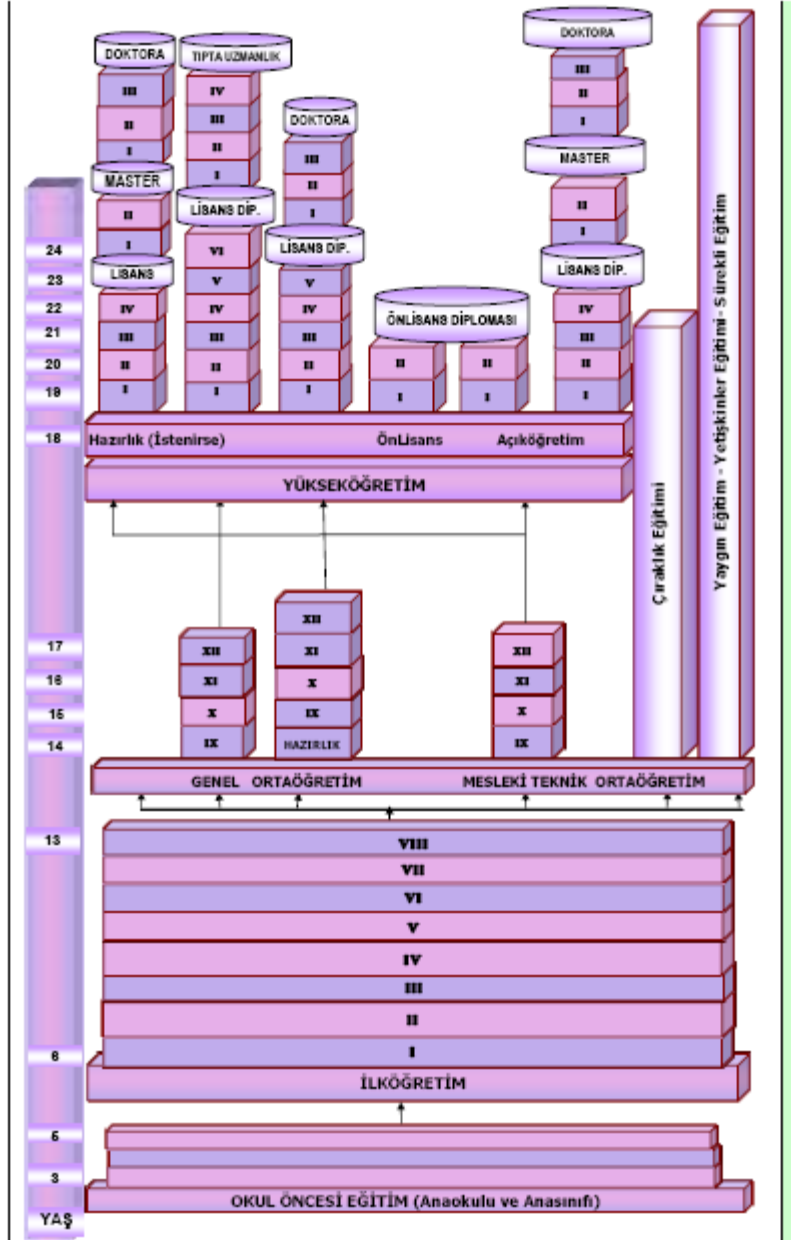 DOKTORA
TIPTA UZMANLIK
DOKTORA
III
IV
III
II
III
DOKTORA
II
I
II
III
I
MASTER
I
II
MASTER
II
LİSANS DİP.
I
II
I
VI
LİSANS DİP.
I
24
LISANS
V
V
LİSANS DİP.
23
22
IV
IV
IV
ÖNLİSANS DİPLOMASI
IV
21
III
III
III
III
20
II
II
II
II
II
II
19
I
I
I
I
I
I
18
Hazırlık (İstenirse)
ÖnLisans
Açıköğretim
YÜKSEKÖĞRETİM
Çıraklık Eğitimi
Yaygın Eğitim - Yetişkinler Eğitimi- Sürekli Eğitim
XII
17
XII
XI
XII
16
XI
X
XI
15
X
IX
X
14
IX
HAZIRLIK
IX
GENEL ORTAÖĞRETİM
MESLEKİ TEKNİK ORTAÖĞRETİM
13
VIII
VII
VI
V
IV
III
II
6
I
İLKÖĞRETİM
5
3
OKUL ÖNCESİ EĞİTİM (Anaokulu ve Anasınıfı)
YAŞ